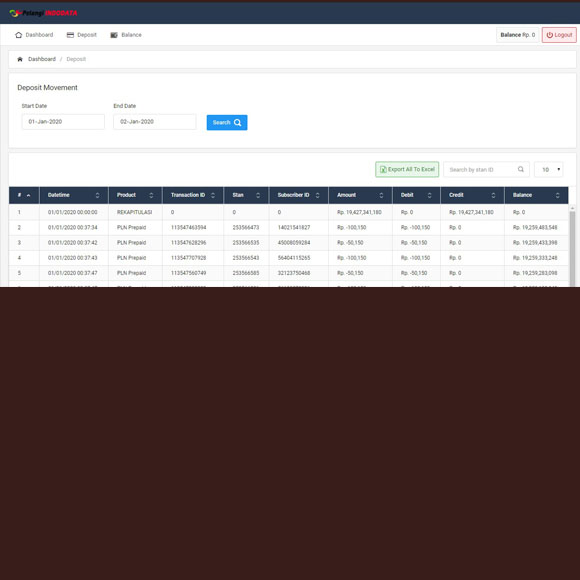 Pelangi INDODATA
Dashboard Deposit Balance Balance Rp. 0 Logout
Dashboard / Deposit
Deposit Movement
Start Date End Date
01-Jan-2020 02-Jan-2020 Search
Export All To Excel Search by stan ID 10
# Datetime Product Transaction ID Stan Subscriber ID Amount Debit Credit Balance
1 01/01/2020 00:00:00 REKAPITULASI 0 0 0 Rp. 19,427,341,180 Rp. 0 Rp. 19,427,341,180 Rp. 0
2 01/01/2020 00:37:34 PLN Prepaid 113547463594 253566473 14021541827 Rp. -100,150 Rp. -100,150 Rp. 0 Rp. 19,259,483,548
3 01/01/2020 00:37:42 PLN Prepaid 113547628296 253566535 45008059284 Rp. -50,150 Rp. -50,150 Rp. 0 Rp. 19,259,433,398
4 01/01/2020 00:37:43 PLN Prepaid 113547707928 253566543 56404115265 Rp. -100,150 Rp. -100,150 Rp. 0 Rp. 19,259,333,248
5 01/01/2020 00:37:47 PLN Prepaid 113547560749 253566585 32123750468 Rp. -50,150 Rp. -50,150 Rp. 0 Rp. 19,259,283,098